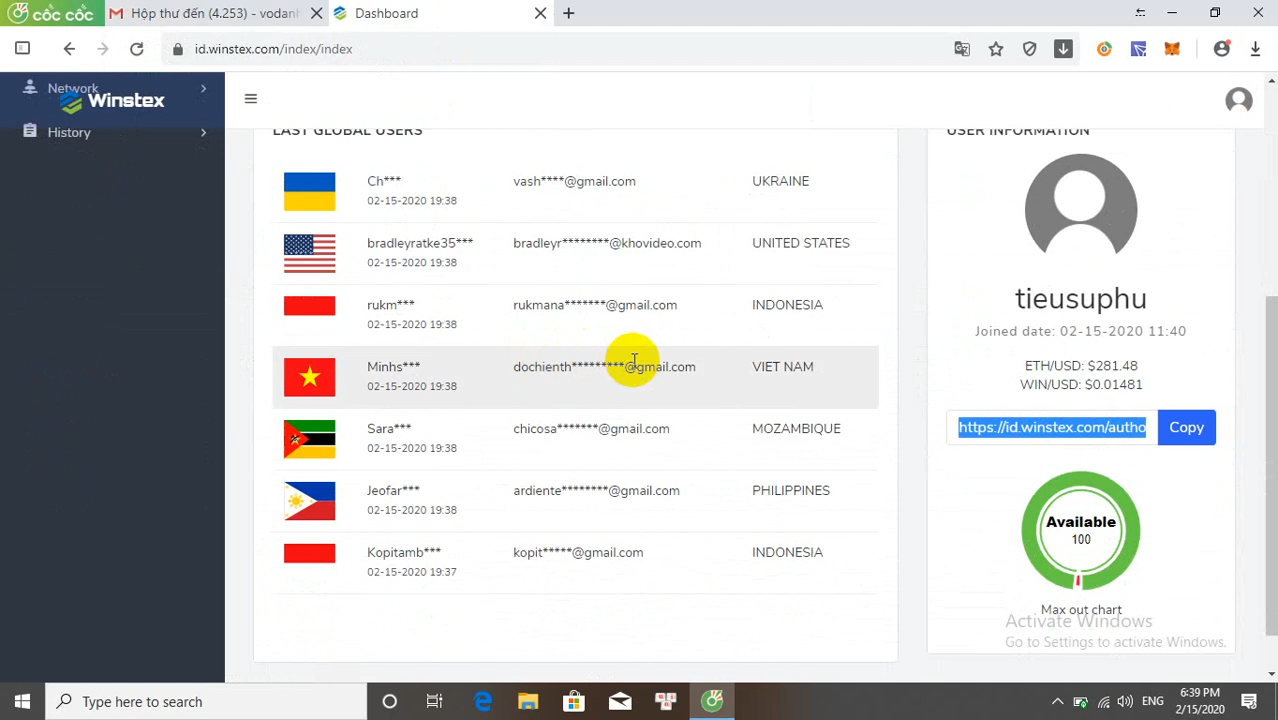 cốc cốc
Hộp thư đến (4.253) - vodanh
Dashboard
id.winstex.com/index/index
Network
Winstex
History
LAST GLOBAL USERS
Ch***
vash****@gmail.com
UKRAINE
02-15-2020 19:38
bradleyratke35***
bradleyr********@khovideo.com
UNITED STATES
02-15-2020 19:38
rukm***
rukmana*******@gmail.com
INDONESIA
02-15-2020 19:38
Minhs***
dochienth*********@gmail.com
VIET NAM
02-15-2020 19:38
Sara***
chicosa*******@gmail.com
MOZAMBIQUE
02-15-2020 19:38
Jeofar***
ardiente********@gmail.com
PHILIPPINES
02-15-2020 19:38
Kopitamb***
kopit*****@gmail.com
INDONESIA
02-15-2020 19:37
USER INFORMATION
tieusuphu
Joined date: 02-15-2020 11:40
ETH/USD: $281.48
WIN/USD: $0.01481
https://id.winstex.com/autho
Copy
Available
100
Max out chart
Activate Windows
Go to Settings to activate Windows.
Type here to search
ENG
6:39 PM
2/15/2020